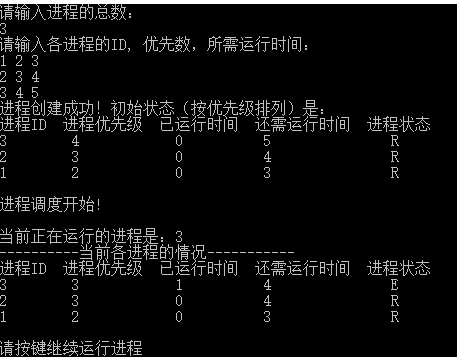 请输入进程的总数:
3
请输入各进程的ID, 优先数, 所需运行时间:
1 2 3
2 3 4
3 4 5
进程创建成功! 初始状态(按优先级排列)是:
进程ID 进程优先级 已运行时间 还需运行时间 进程状态
3 4 0 5 R
2 3 0 4 R
1 2 0 3 R
进程调度开始!
当前正在运行的进程是: 3
----------当前各进程的情况-----------
进程ID 进程优先级 已运行时间 还需运行时间 进程状态
3 3 1 4 E
2 3 0 4 R
1 2 0 3 R
请按键继续运行进程